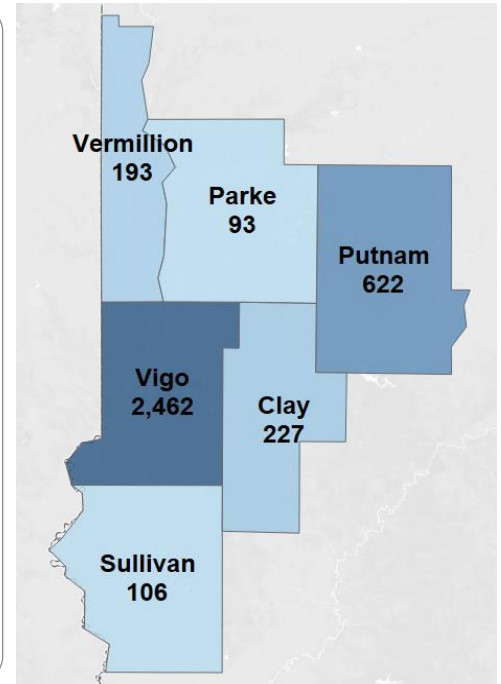 Vermillion
193
Parke
93
Putnam
622
Vigo
2,462
Clay
227
Sullivan
106